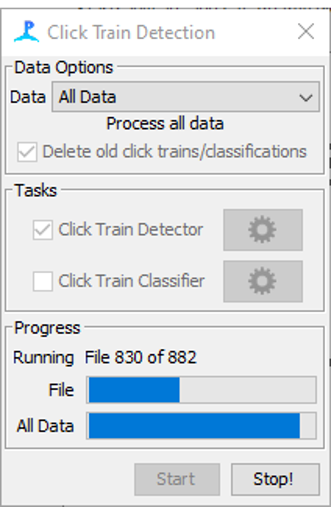 Click Train Detection
Data Options
Data All Data
Process all data
Delete old click trains/classifications
Tasks
Click Train Detector
Click Train Classifier
Progress
Running File 830 of 882
File
All Data
Start Stop!